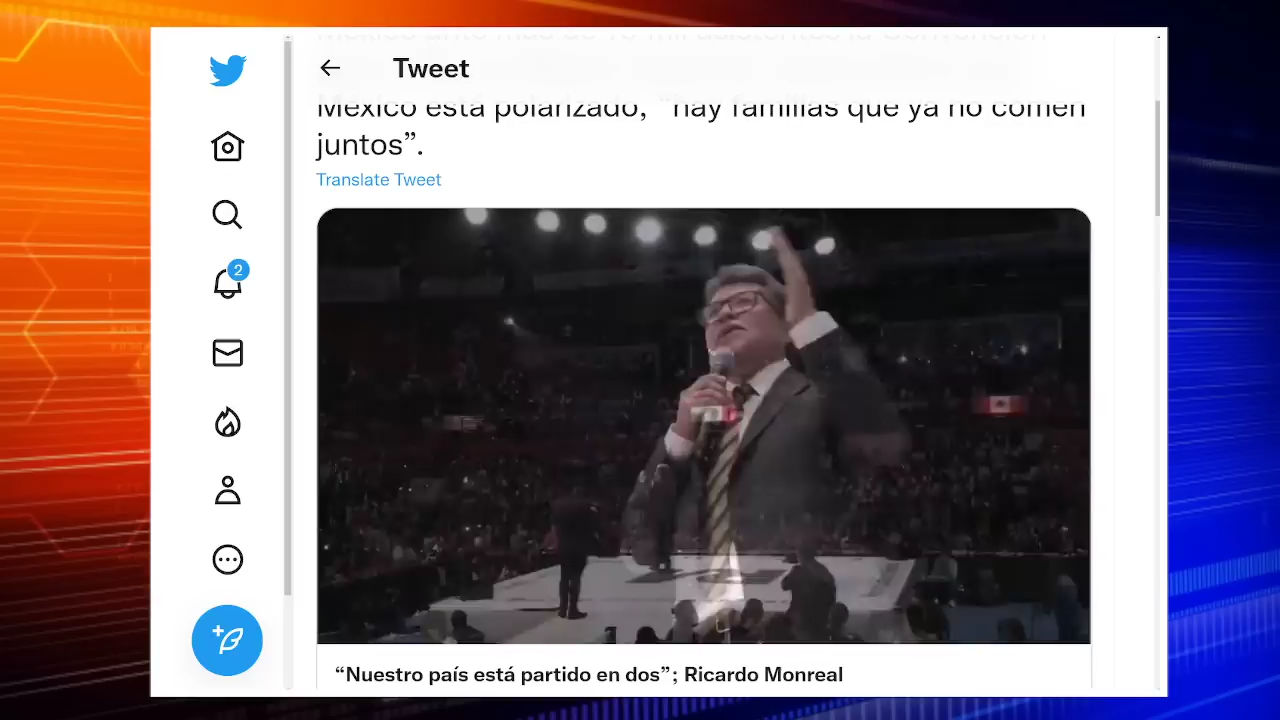 Tweet
México está polarizado, “hay familias que ya no comen
juntos”.
Translate Tweet
2
“Nuestro país está partido en dos”; Ricardo Monreal